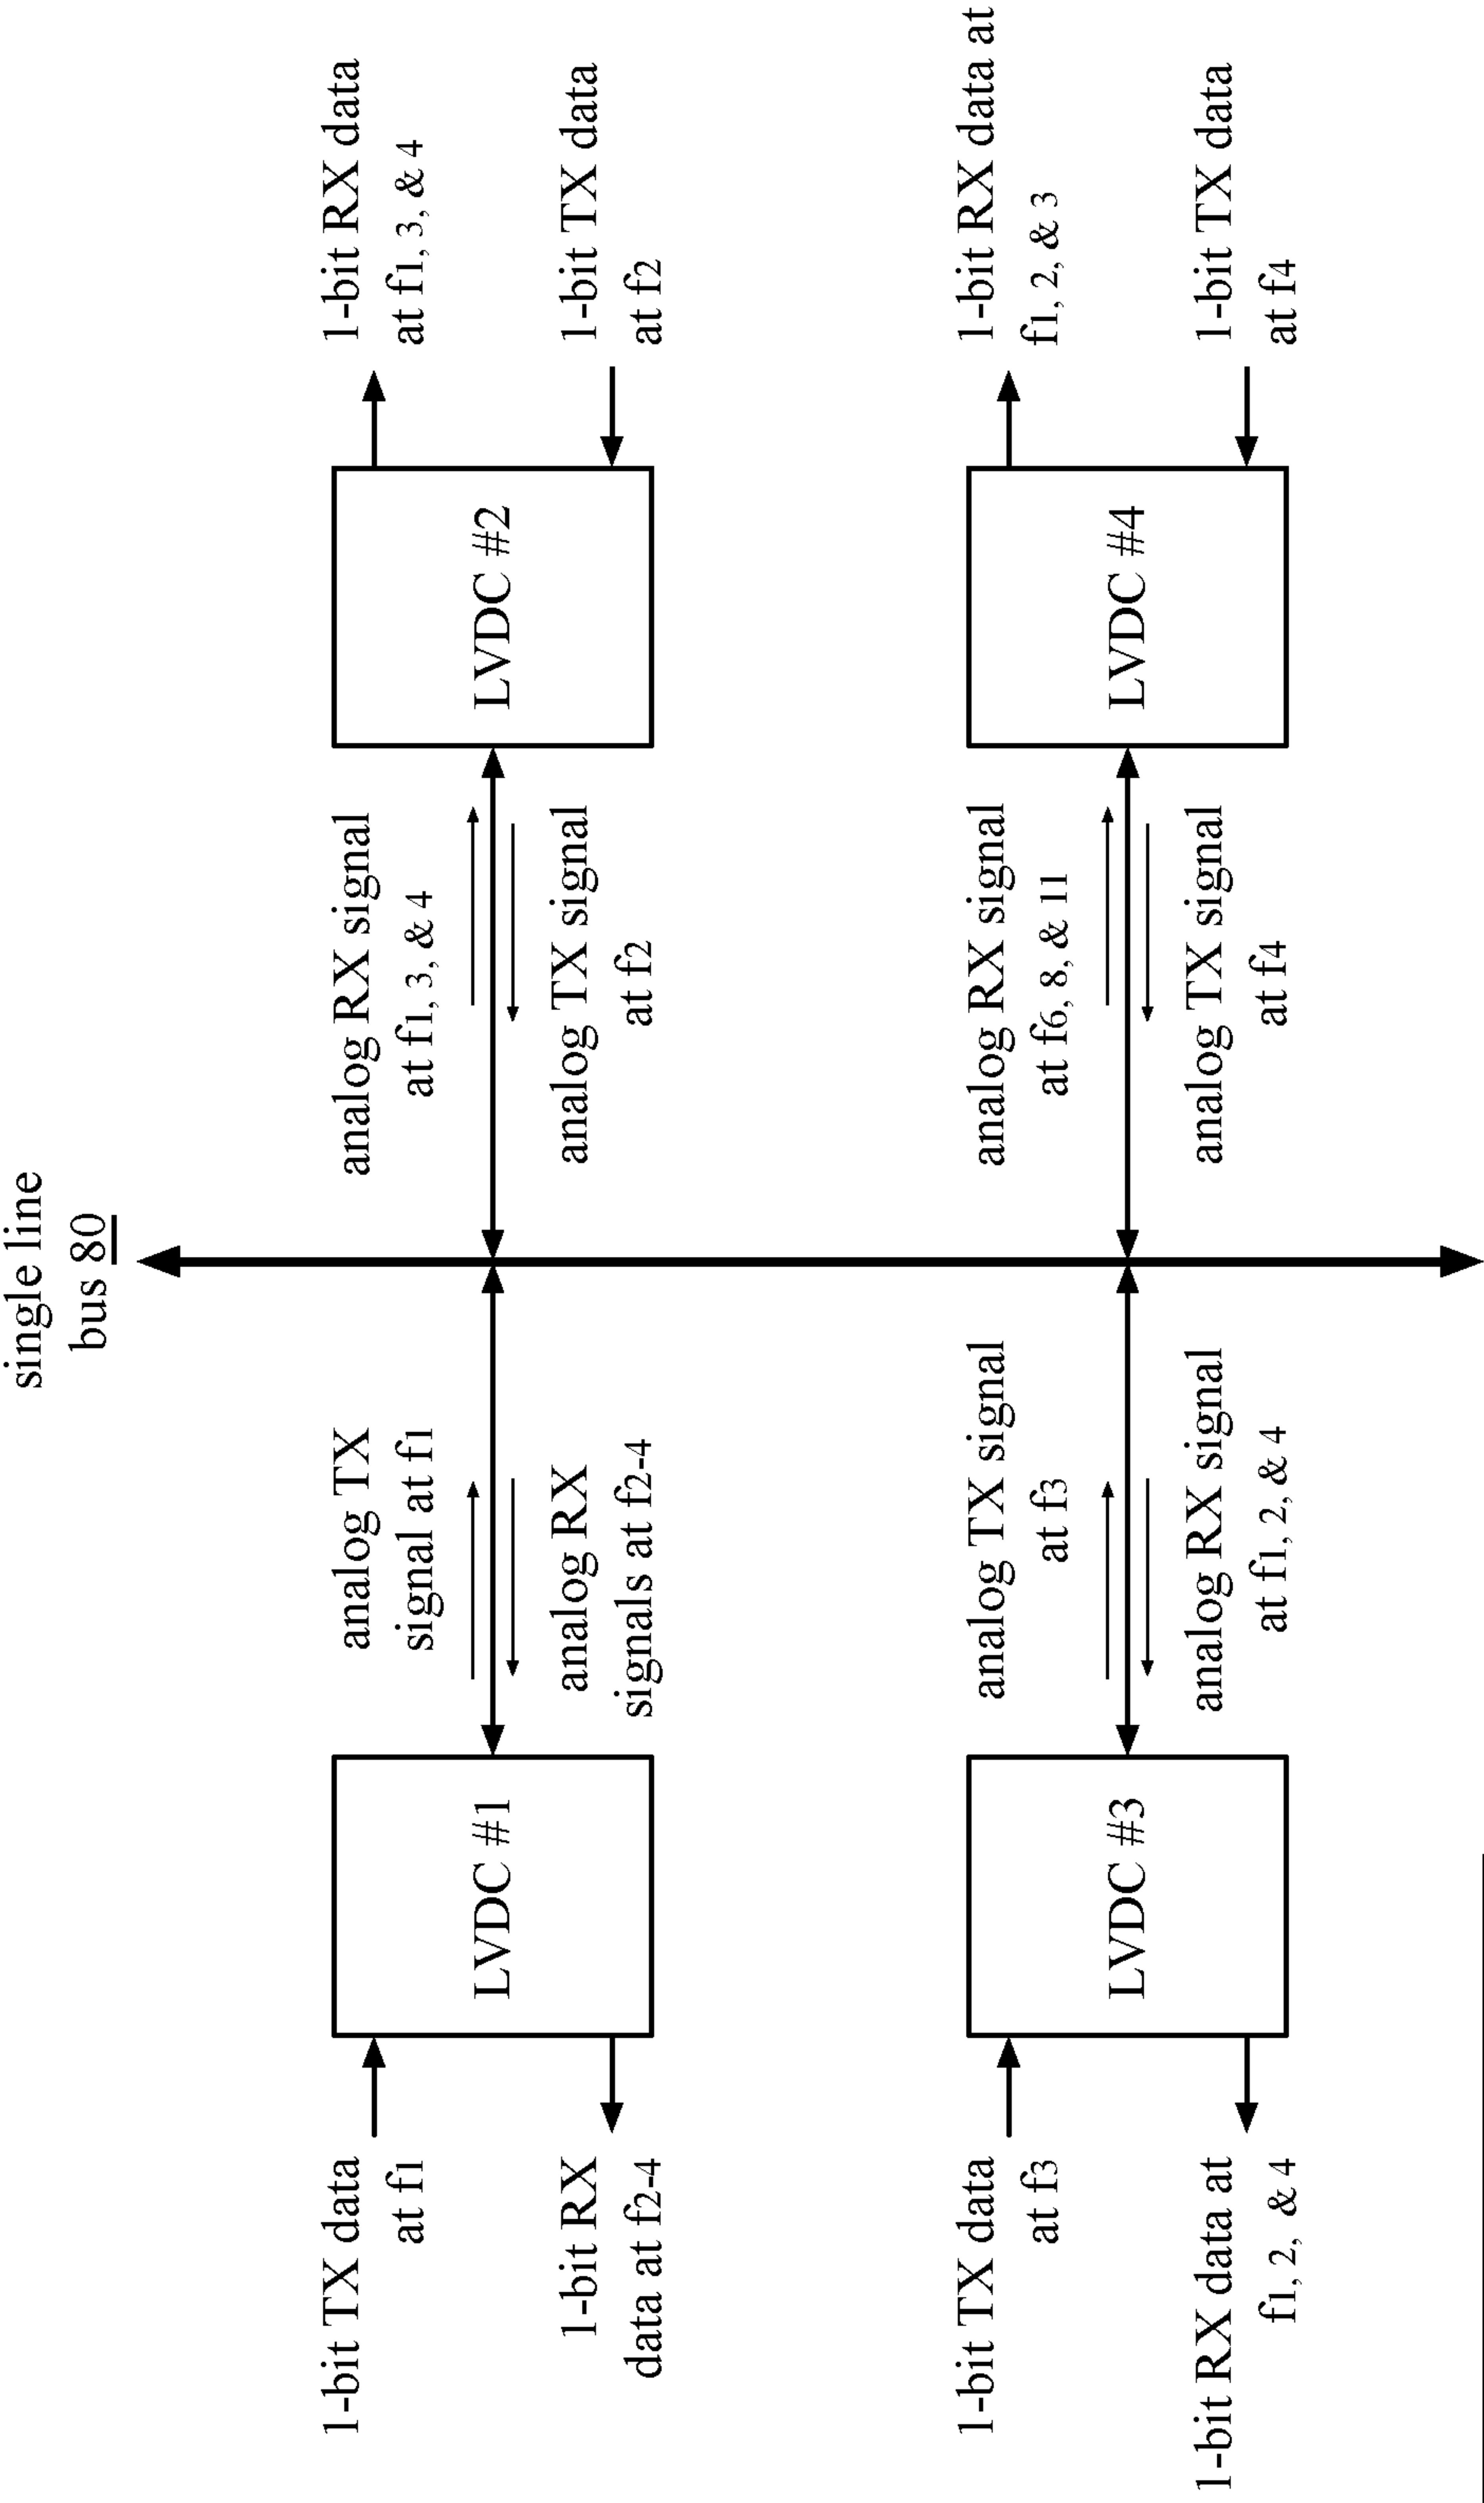 single line
bus 80
1-bit TX data
at f1
1-bit RX
data at f2-4
LVDC #1
analog TX
signal at f1
analog RX
signals at f2-4
analog RX signal
at f1, 3, & 4
analog TX signal
at f2
LVDC #2
1-bit RX data
at f1, 3, & 4
1-bit TX data
at f2
1-bit TX data
at f3
1-bit RX data at
f1, 2, & 4
LVDC #3
analog TX signal
at f3
analog RX signal
at f1, 2, & 4
analog RX signal
at f6, 8, & 11
analog TX signal
at f4
LVDC #4
1-bit RX data at
f1, 2, & 3
1-bit TX data
at f4